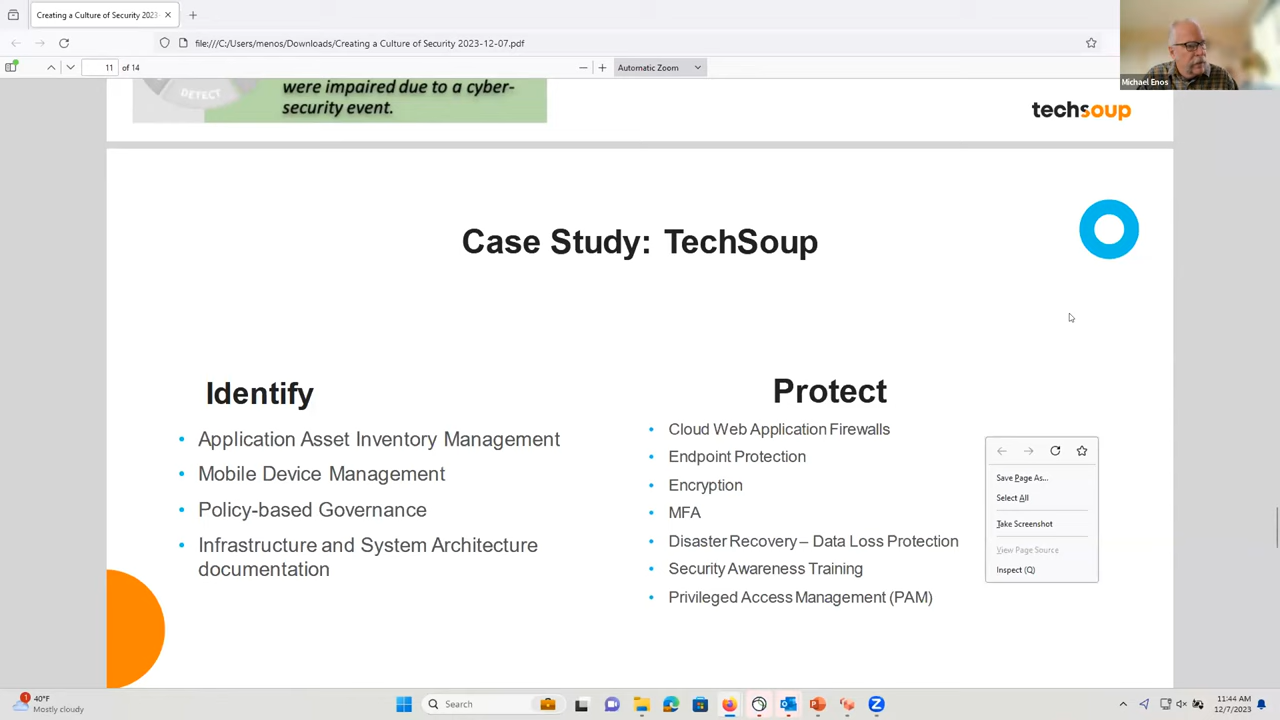 Creating a Culture of Security 2023-
file:///C:/Users/menos/Downloads/Creating a Culture of Security 2023-12-07.pdf
11 of 14
Automatic Zoom
Michael Enos
DETECT
were impaired due to a cyber-
security event.
techsoup
Case Study: TechSoup
Identify
• Application Asset Inventory Management
• Mobile Device Management
• Policy-based Governance
• Infrastructure and System Architecture
documentation
Protect
• Cloud Web Application Firewalls
• Endpoint Protection
• Encryption
• MFA
• Disaster Recovery – Data Loss Protection
• Security Awareness Training
• Privileged Access Management (PAM)
Save Page As...
Select All
Take Screenshot
View Page Source
Inspect (Q)
1
40°F
Mostly cloudy
Search
11:44 AM
12/7/2023